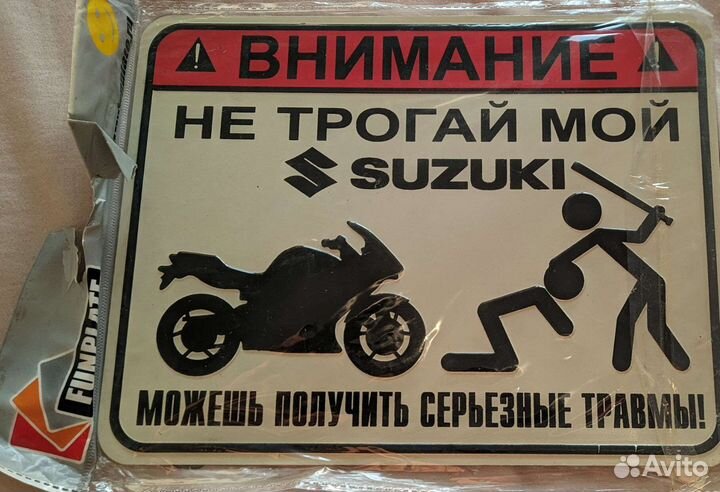 ВНИМАНИЕ
НЕ ТРОГАЙ МОЙ
SUZUKI
МОЖЕШЬ ПОЛУЧИТЬ СЕРЬЕЗНЫЕ ТРАВМЫ!
FUNPLATE
Avito